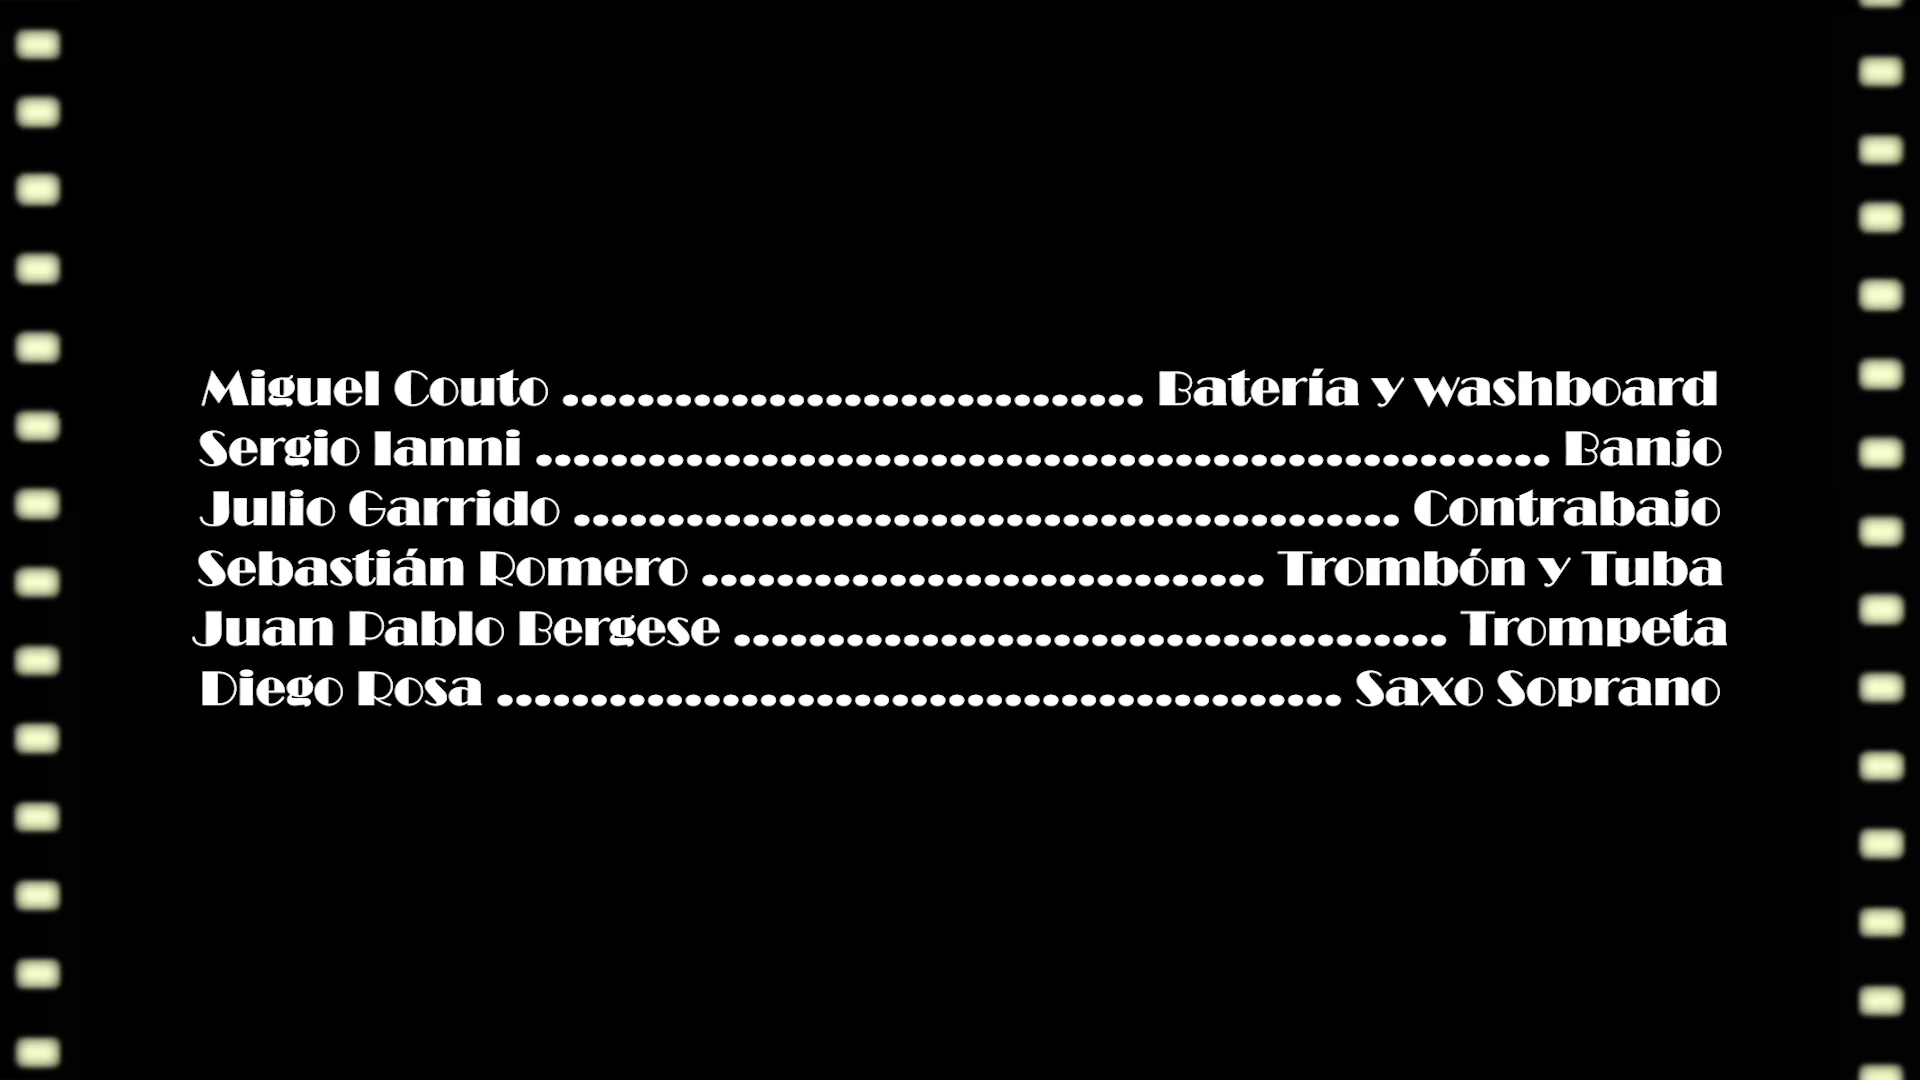 Miguel Couto ............................... Batería y washboard
Sergio Ianni ...................................................... Banjo
Julio Garrido ............................................ Contrabajo
Sebastián Romero .............................. Trombón y Tuba
Juan Pablo Bergese ...................................... Trompeta
Diego Rosa ............................................. Saxo Soprano